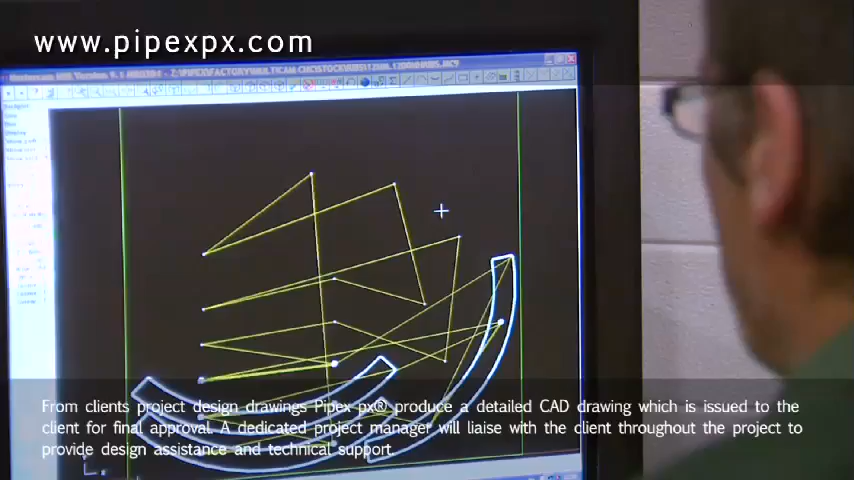 www.pipexpx.com
From clients project design drawings Pipex px® produce a detailed CAD drawing which is issued to the
client for final approval. A dedicated project manager will liaise with the client throughout the project to
provide design assistance and technical support.